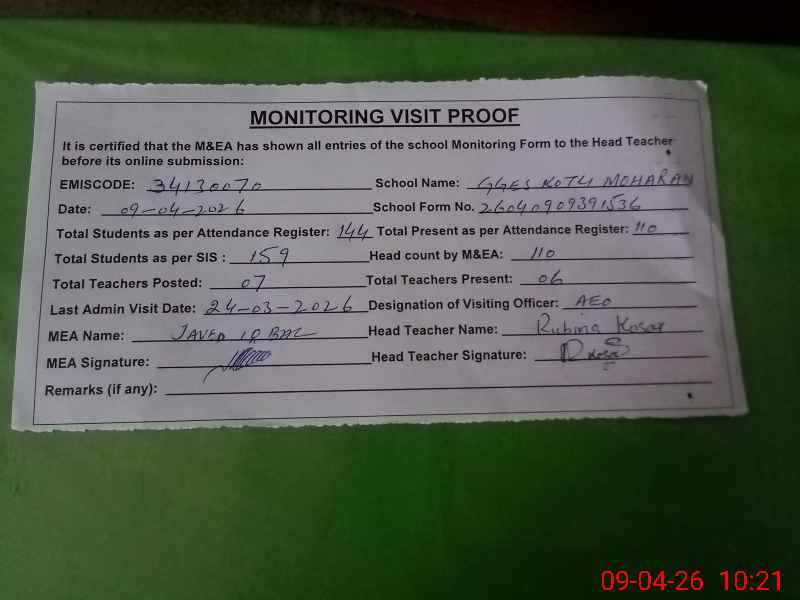 MONITORING VISIT PROOF
It is certified that the M&EA has shown all entries of the school Monitoring Form to the Head Teacher
before its online submission:
EMISCODE: 34130070 School Name: GGES KOTLI MOHARAN
Date: 09-04-2026 School Form No. 26040909391536
Total Students as per Attendance Register: 144 Total Present as per Attendance Register: 110
Total Students as per SIS : 159 Head count by M&EA: 110
Total Teachers Posted: 07 Total Teachers Present: 06
Last Admin Visit Date: 24-03-2026 Designation of Visiting Officer: AEO
MEA Name: JAVED IQBAL Head Teacher Name: Rubina Kosar
MEA Signature: Head Teacher Signature:
Remarks (if any):
09-04-26 10:21